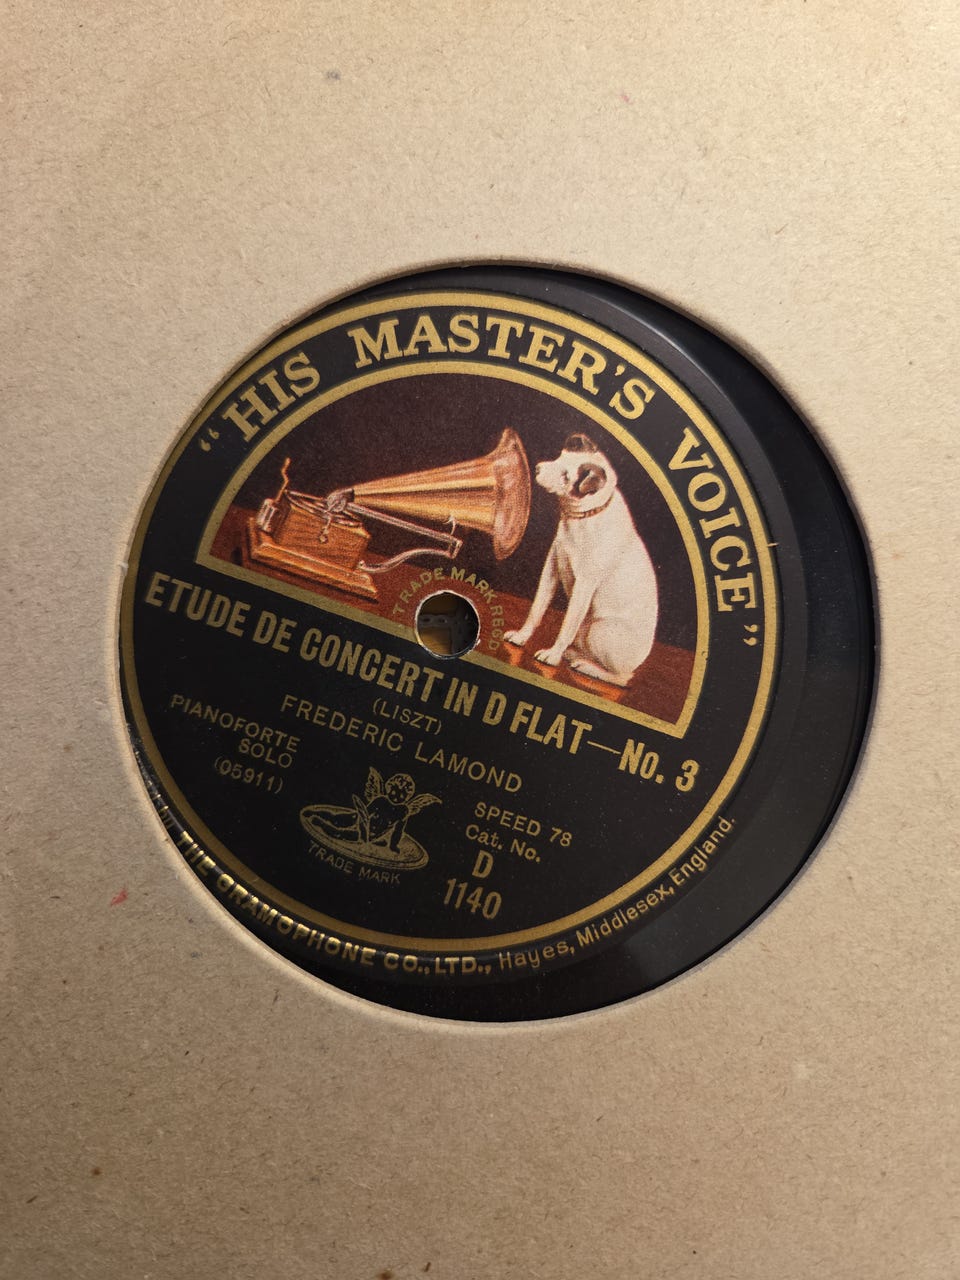 “HIS MASTER'S VOICE”
TRADE MARK REGD
ETUDE DE CONCERT IN D FLAT—No. 3
(LISZT)
FREDERIC LAMOND
PIANOFORTE
SOLO
(05911)
TRADE MARK
SPEED 78
Cat. No.
D
1140
THE GRAMOPHONE CO., LTD., Hayes, Middlesex, England.